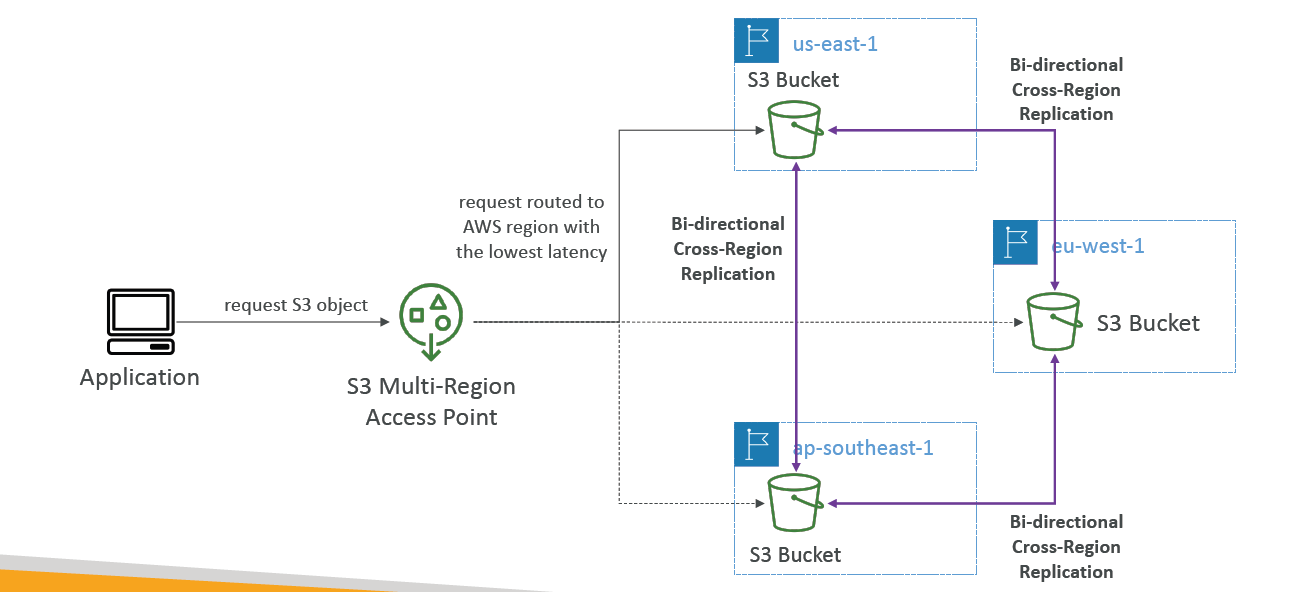 us-east-1
S3 Bucket
Bi-directional
Cross-Region
Replication
request routed to
AWS region with
the lowest latency
Bi-directional
Cross-Region
Replication
eu-west-1
S3 Bucket
request S3 object
Application
S3 Multi-Region
Access Point
ap-southeast-1
S3 Bucket
Bi-directional
Cross-Region
Replication